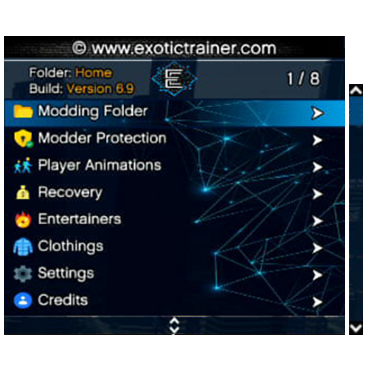 © www.exotictrainer.com
Folder: Home
Build: Version 6.9
E
1 / 8
Modding Folder
Modder Protection
Player Animations
Recovery
Entertainers
Clothings
Settings
Credits